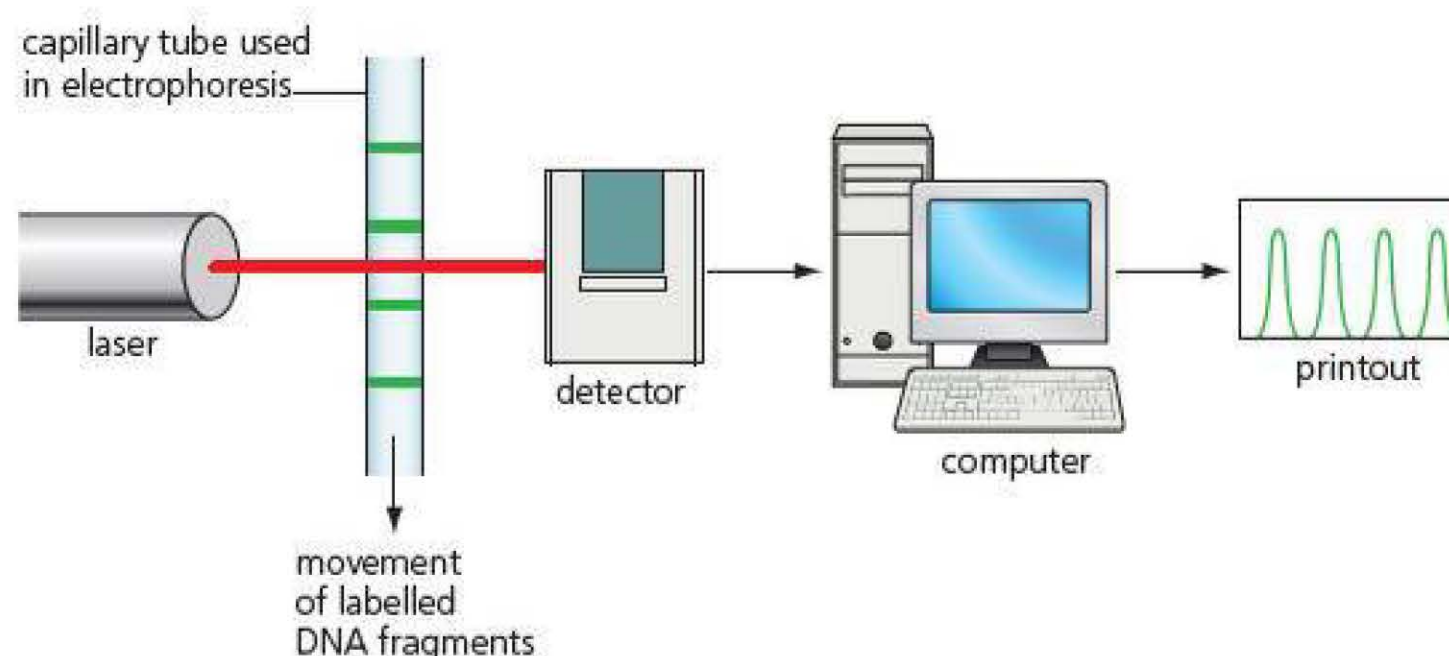 capillary tube used
in electrophoresis
laser
detector
computer
printout
movement
of labelled
DNA fragments